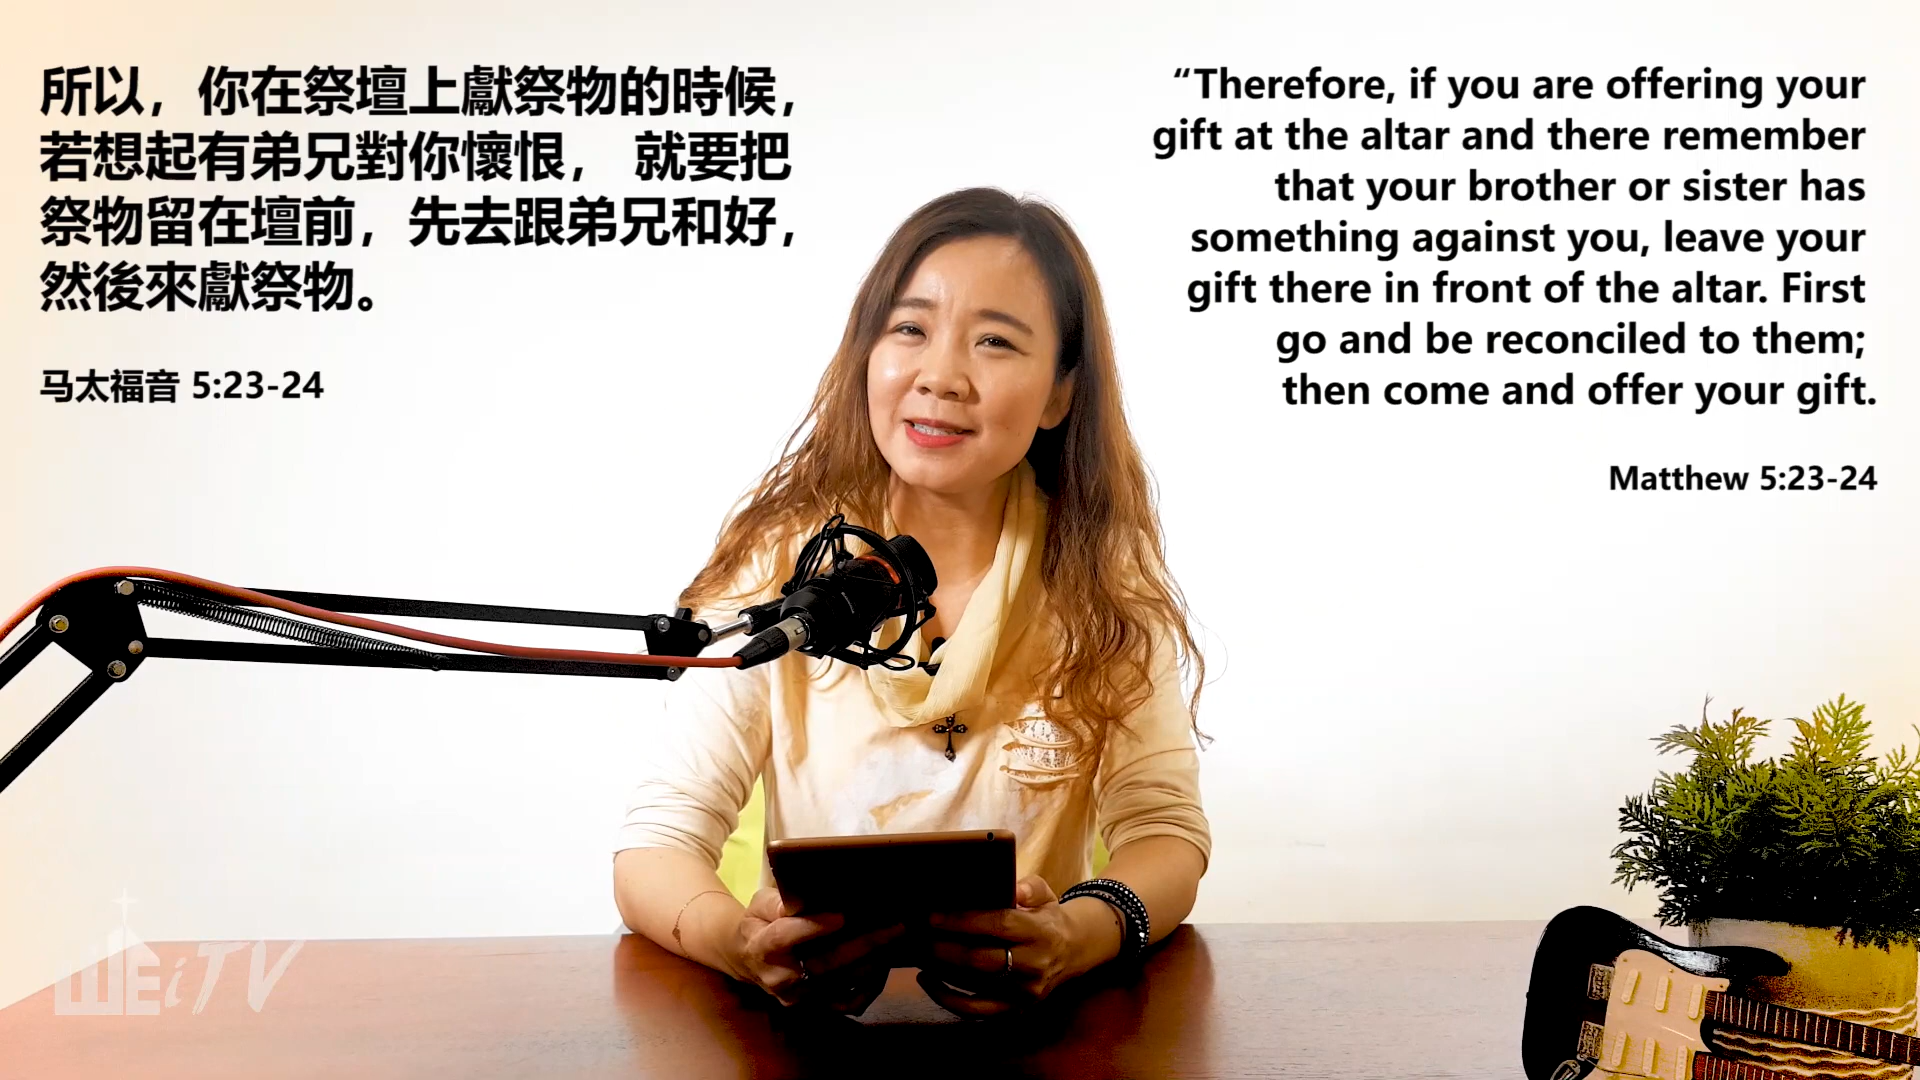 所以，你在祭壇上獻祭物的時候，
若想起有弟兄對你懷恨， 就要把
祭物留在壇前，先去跟弟兄和好，
然後來獻祭物。
马太福音 5:23-24
“Therefore, if you are offering your
gift at the altar and there remember
that your brother or sister has
something against you, leave your
gift there in front of the altar. First
go and be reconciled to them;
then come and offer your gift.
Matthew 5:23-24
WEiTV